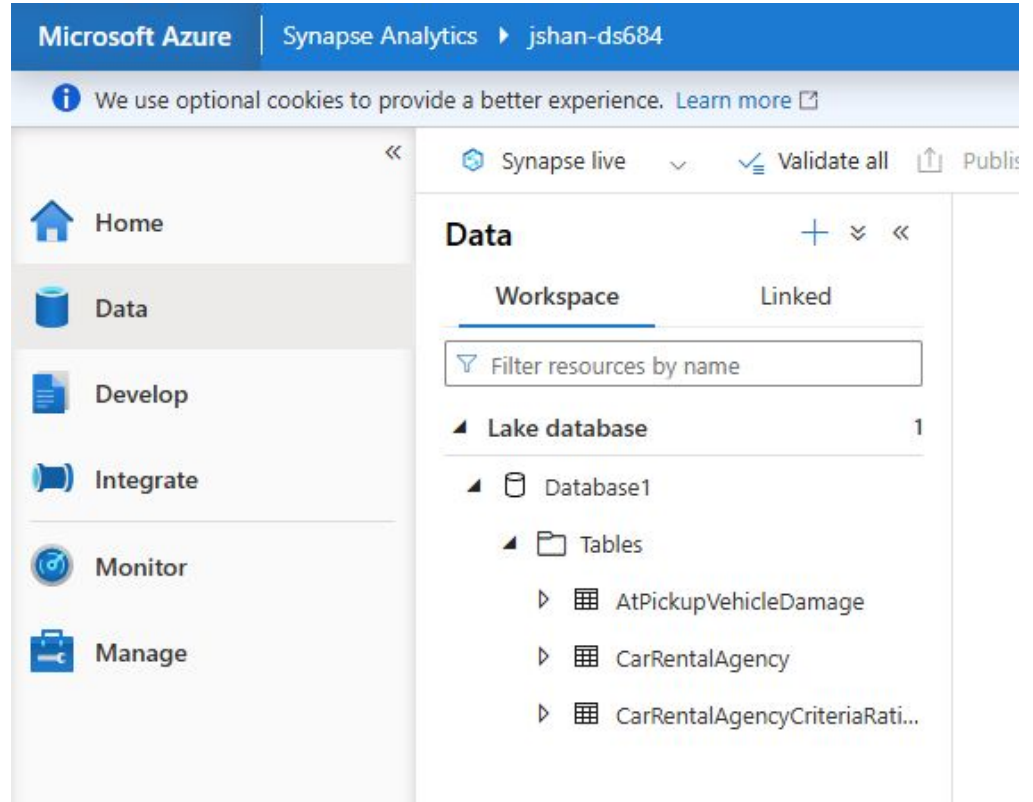 Microsoft Azure Synapse Analytics jshan-ds684
We use optional cookies to provide a better experience. Learn more
Synapse live Validate all Publis
Home
Data
Develop
Integrate
Monitor
Manage
Data
Workspace Linked
Filter resources by name
Lake database 1
Database1
Tables
AtPickupVehicleDamage
CarRentalAgency
CarRentalAgencyCriteriaRati...